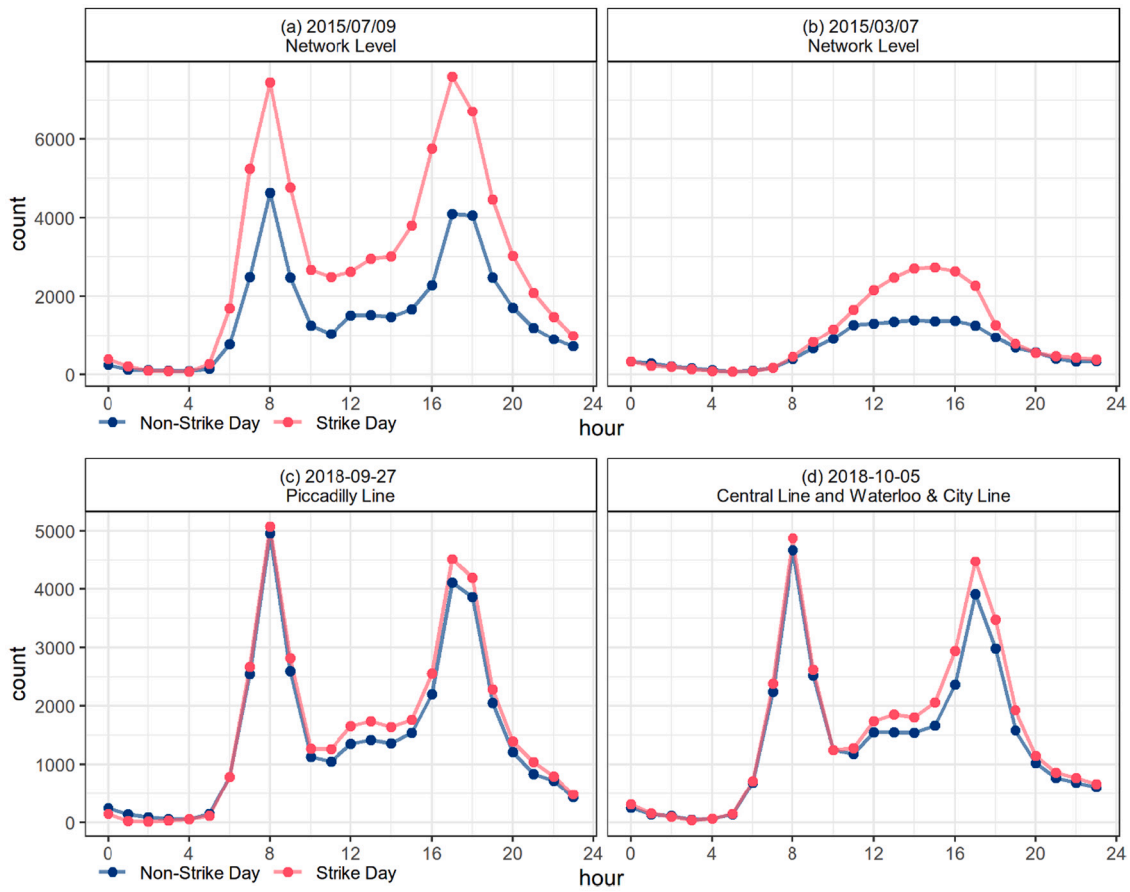 (a) 2015/07/09
Network Level
(b) 2015/03/07
Network Level
count
6000
4000
2000
0
0 4 8 12 16 20 24
0 4 8 12 16 20 24
hour
Non-Strike Day Strike Day
(c) 2018-09-27
Piccadilly Line
(d) 2018-10-05
Central Line and Waterloo & City Line
count
5000
4000
3000
2000
1000
0
0 4 8 12 16 20 24
0 4 8 12 16 20 24
hour
Non-Strike Day Strike Day